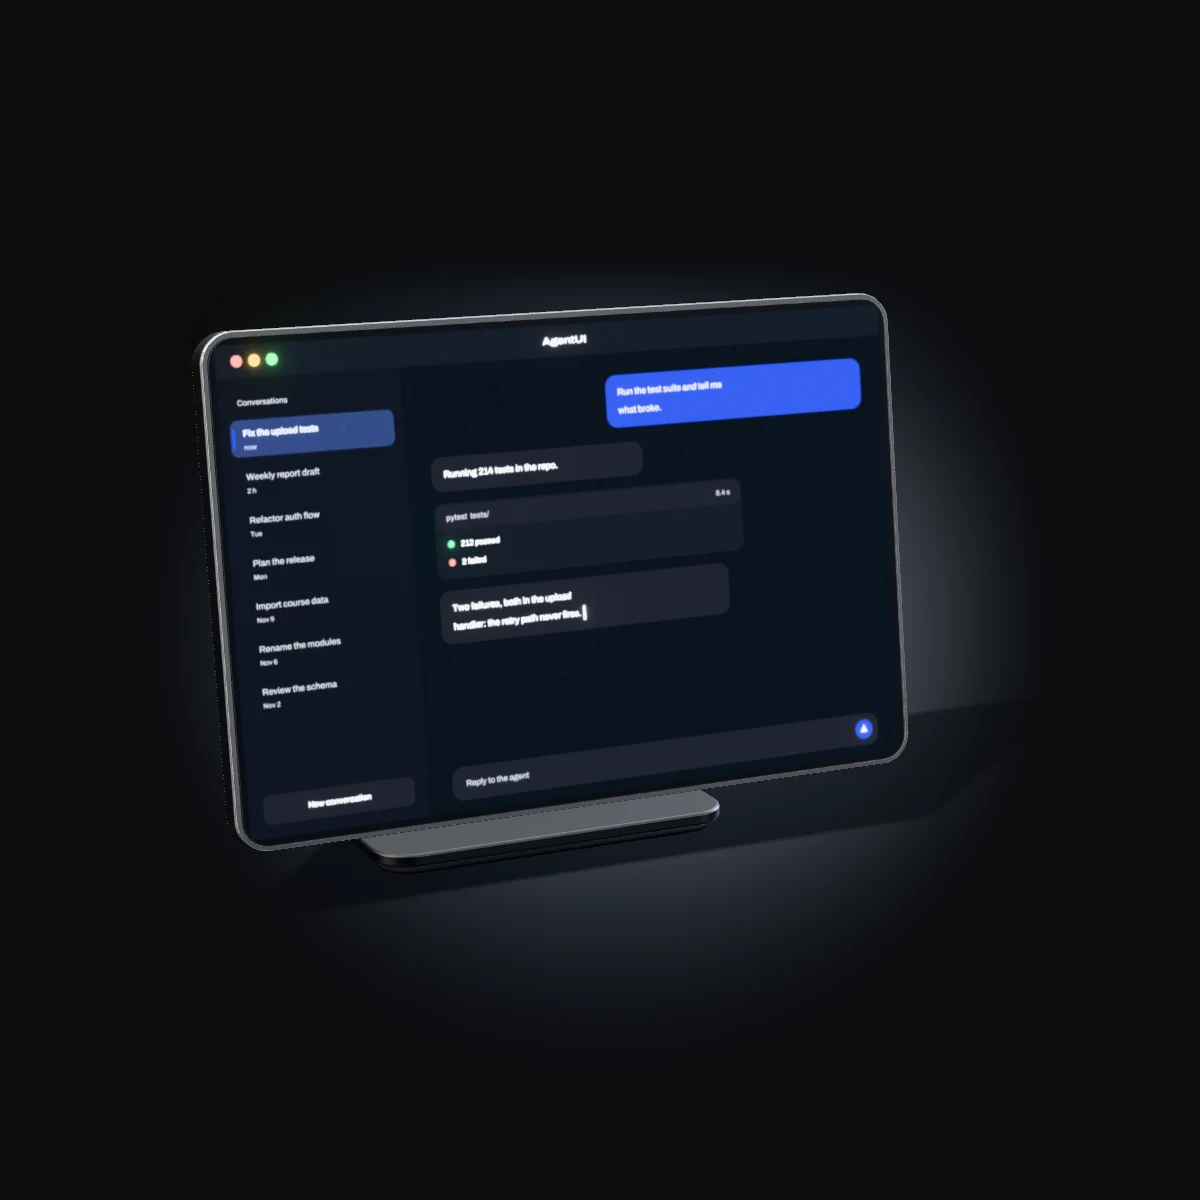 AgentUI
Conversations
Fix the upload tests
now
Weekly report draft
2 h
Refactor auth flow
Tue
Plan the release
Mon
Import course data
Nov 9
Rename the modules
Nov 6
Review the schema
Nov 2
New conversation
Run the test suite and tell me
what broke.
Running 214 tests in the repo.
pytest tests/
8.4 s
212 passed
2 failed
Two failures, both in the upload
handler: the retry path never fires.
Reply to the agent